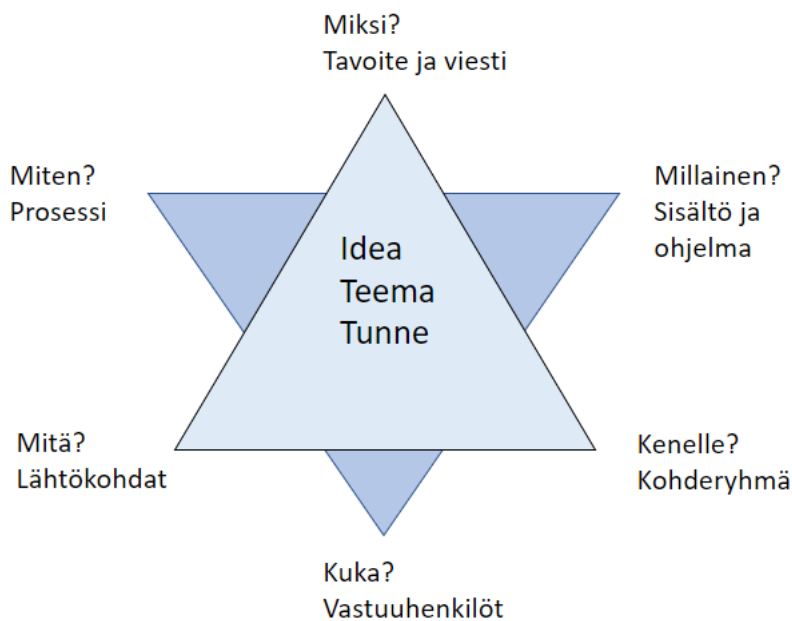 Miksi?
Tavoite ja viesti
Miten?
Prosessi
Millainen?
Sisältö ja
ohjelma
Idea
Teema
Tunne
Mitä?
Lähtökohdat
Kenelle?
Kohderyhmä
Kuka?
Vastuuhenkilöt